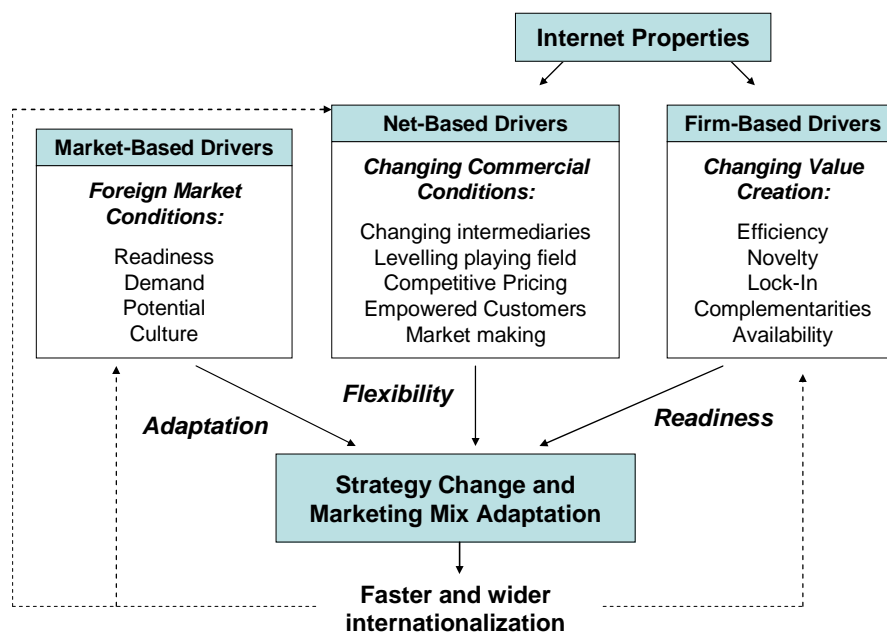 Internet Properties
Market-Based Drivers
Foreign Market
Conditions:
Readiness
Demand
Potential
Culture
Net-Based Drivers
Changing Commercial
Conditions:
Changing intermediaries
Levelling playing field
Competitive Pricing
Empowered Customers
Market making
Firm-Based Drivers
Changing Value
Creation:
Efficiency
Novelty
Lock-In
Complementarities
Availability
Adaptation
Flexibility
Readiness
Strategy Change and
Marketing Mix Adaptation
Faster and wider
internationalization